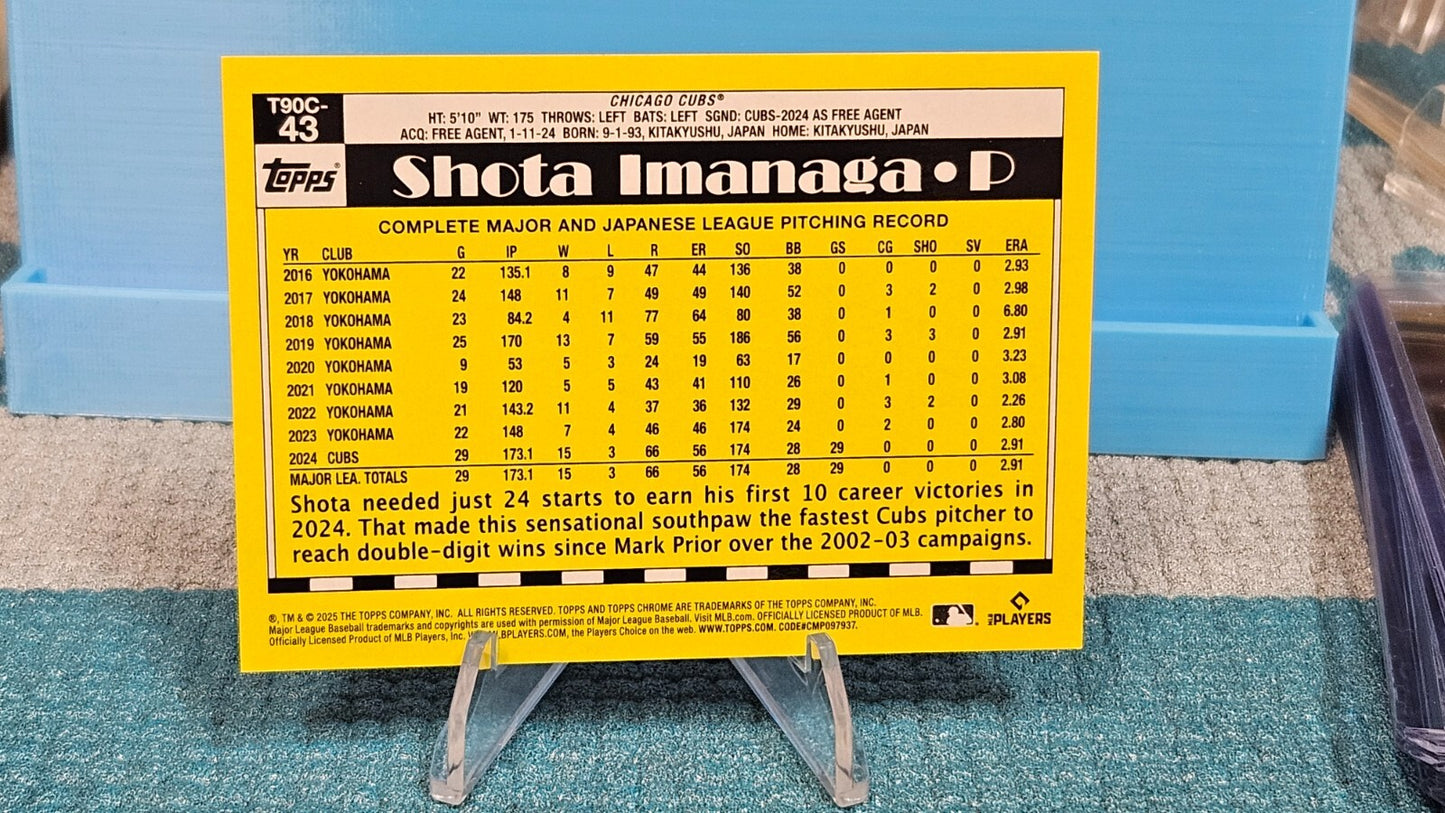 T90C-
43
CHICAGO CUBS®
HT: 5'10" WT: 175 THROWS: LEFT BATS: LEFT SGND: CUBS-2024 AS FREE AGENT
ACQ: FREE AGENT, 1-11-24 BORN: 9-1-93, KITAKYUSHU, JAPAN HOME: KITAKYUSHU, JAPAN
TOPPS®
Shota Imanaga • P
COMPLETE MAJOR AND JAPANESE LEAGUE PITCHING RECORD
YR CLUB G IP W L R ER SO BB GS CG SHO SV ERA
2016 YOKOHAMA 22 135.1 8 9 47 44 136 38 0 0 0 0 2.93
2017 YOKOHAMA 24 148 11 7 49 49 140 52 0 3 2 0 2.98
2018 YOKOHAMA 23 84.2 4 11 77 64 80 38 0 1 0 0 6.80
2019 YOKOHAMA 25 170 13 7 59 55 186 56 0 3 3 0 2.91
2020 YOKOHAMA 9 53 5 3 24 19 63 17 0 0 0 0 3.23
2021 YOKOHAMA 19 120 5 5 43 41 110 26 0 1 0 0 3.08
2022 YOKOHAMA 21 143.2 11 4 37 36 132 29 0 3 2 0 2.26
2023 YOKOHAMA 22 148 7 4 46 46 174 24 0 2 0 0 2.80
2024 CUBS 29 173.1 15 3 66 56 174 28 29 0 0 0 2.91
MAJOR LEA. TOTALS 29 173.1 15 3 66 56 174 28 29 0 0 0 2.91
Shota needed just 24 starts to earn his first 10 career victories in
2024. That made this sensational southpaw the fastest Cubs pitcher to
reach double-digit wins since Mark Prior over the 2002-03 campaigns.
®, TM & © 2025 THE TOPPS COMPANY, INC. ALL RIGHTS RESERVED. TOPPS AND TOPPS CHROME ARE TRADEMARKS OF THE TOPPS COMPANY, INC.
Major League Baseball trademarks and copyrights are used with permission of Major League Baseball. Visit MLB.com. OFFICIALLY LICENSED PRODUCT OF MLB.
Officially Licensed Product of MLB Players, Inc. BPLAYERS.COM, the Players Choice on the web. WWW.TOPPS.COM. CODE#CMP097937.
MLB PLAYERS